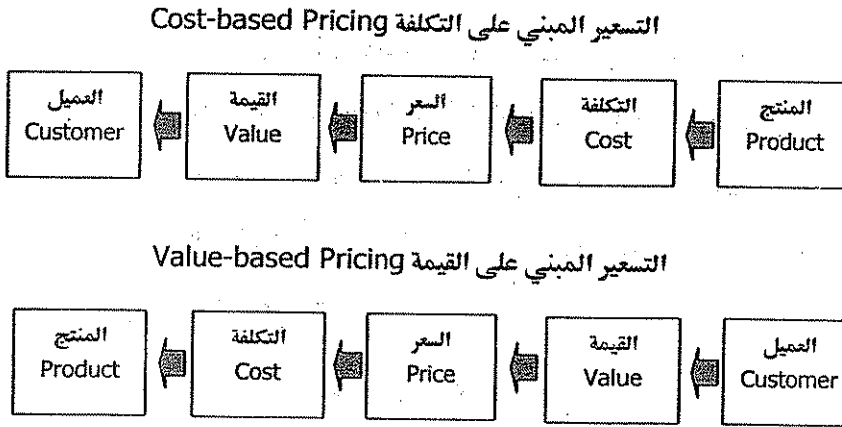 التسعير المبني على التكلفة Cost-based Pricing
المنتج
Product
التكلفة
Cost
السعر
Price
القيمة
Value
العميل
Customer
التسعير المبني على القيمة Value-based Pricing
العميل
Customer
القيمة
Value
السعر
Price
التكلفة
Cost
المنتج
Product